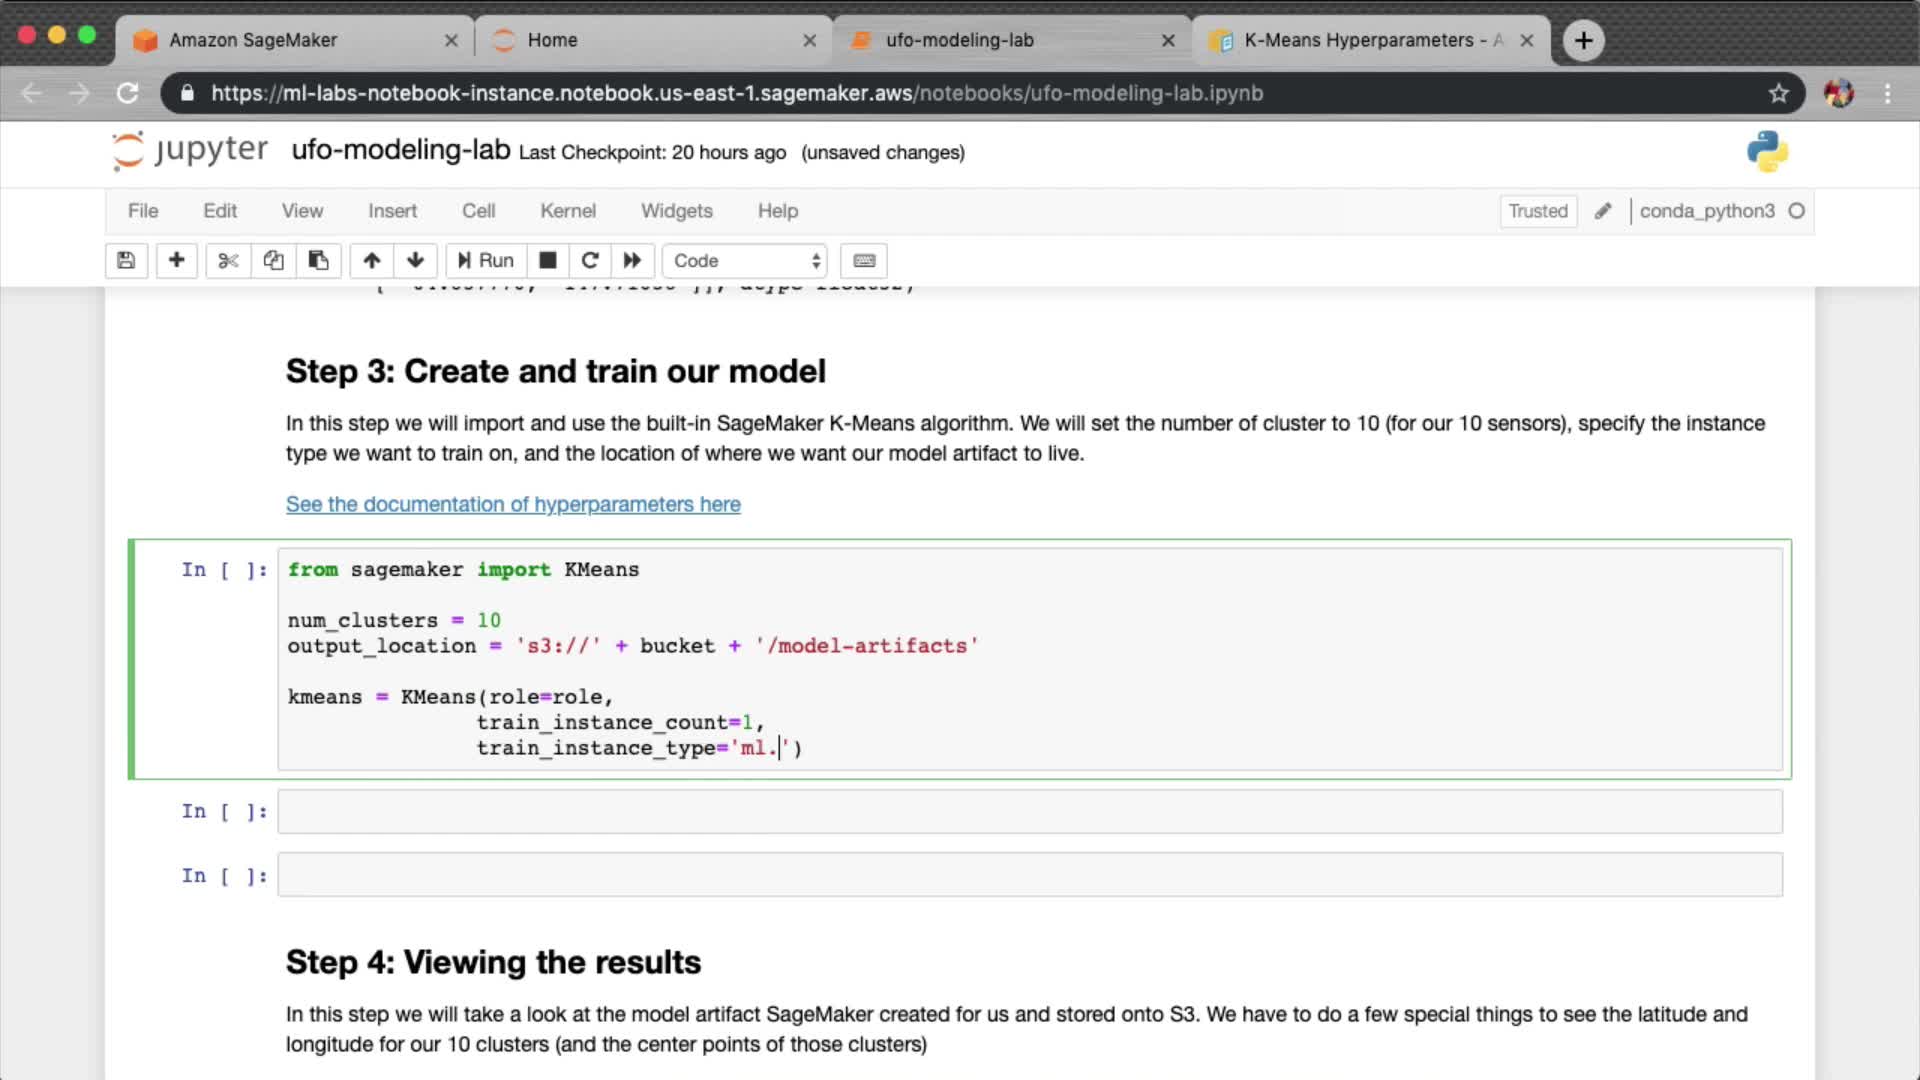 Amazon SageMaker
Home
ufo-modeling-lab
K-Means Hyperparameters - A
https://ml-labs-notebook-instance.notebook.us-east-1.sagemaker.aws/notebooks/ufo-modeling-lab.ipynb
jupyter ufo-modeling-lab Last Checkpoint: 20 hours ago (unsaved changes)
File Edit View Insert Cell Kernel Widgets Help Trusted conda_python3
Run Code
Step 3: Create and train our model
In this step we will import and use the built-in SageMaker K-Means algorithm. We will set the number of cluster to 10 (for our 10 sensors), specify the instance
type we want to train on, and the location of where we want our model artifact to live.
See the documentation of hyperparameters here
In [ ]: from sagemaker import KMeans
num_clusters = 10
output_location = 's3://' + bucket + '/model-artifacts'
kmeans = KMeans(role=role,
train_instance_count=1,
train_instance_type='ml.')
In [ ]:
In [ ]:
Step 4: Viewing the results
In this step we will take a look at the model artifact SageMaker created for us and stored onto S3. We have to do a few special things to see the latitude and
longitude for our 10 clusters (and the center points of those clusters)